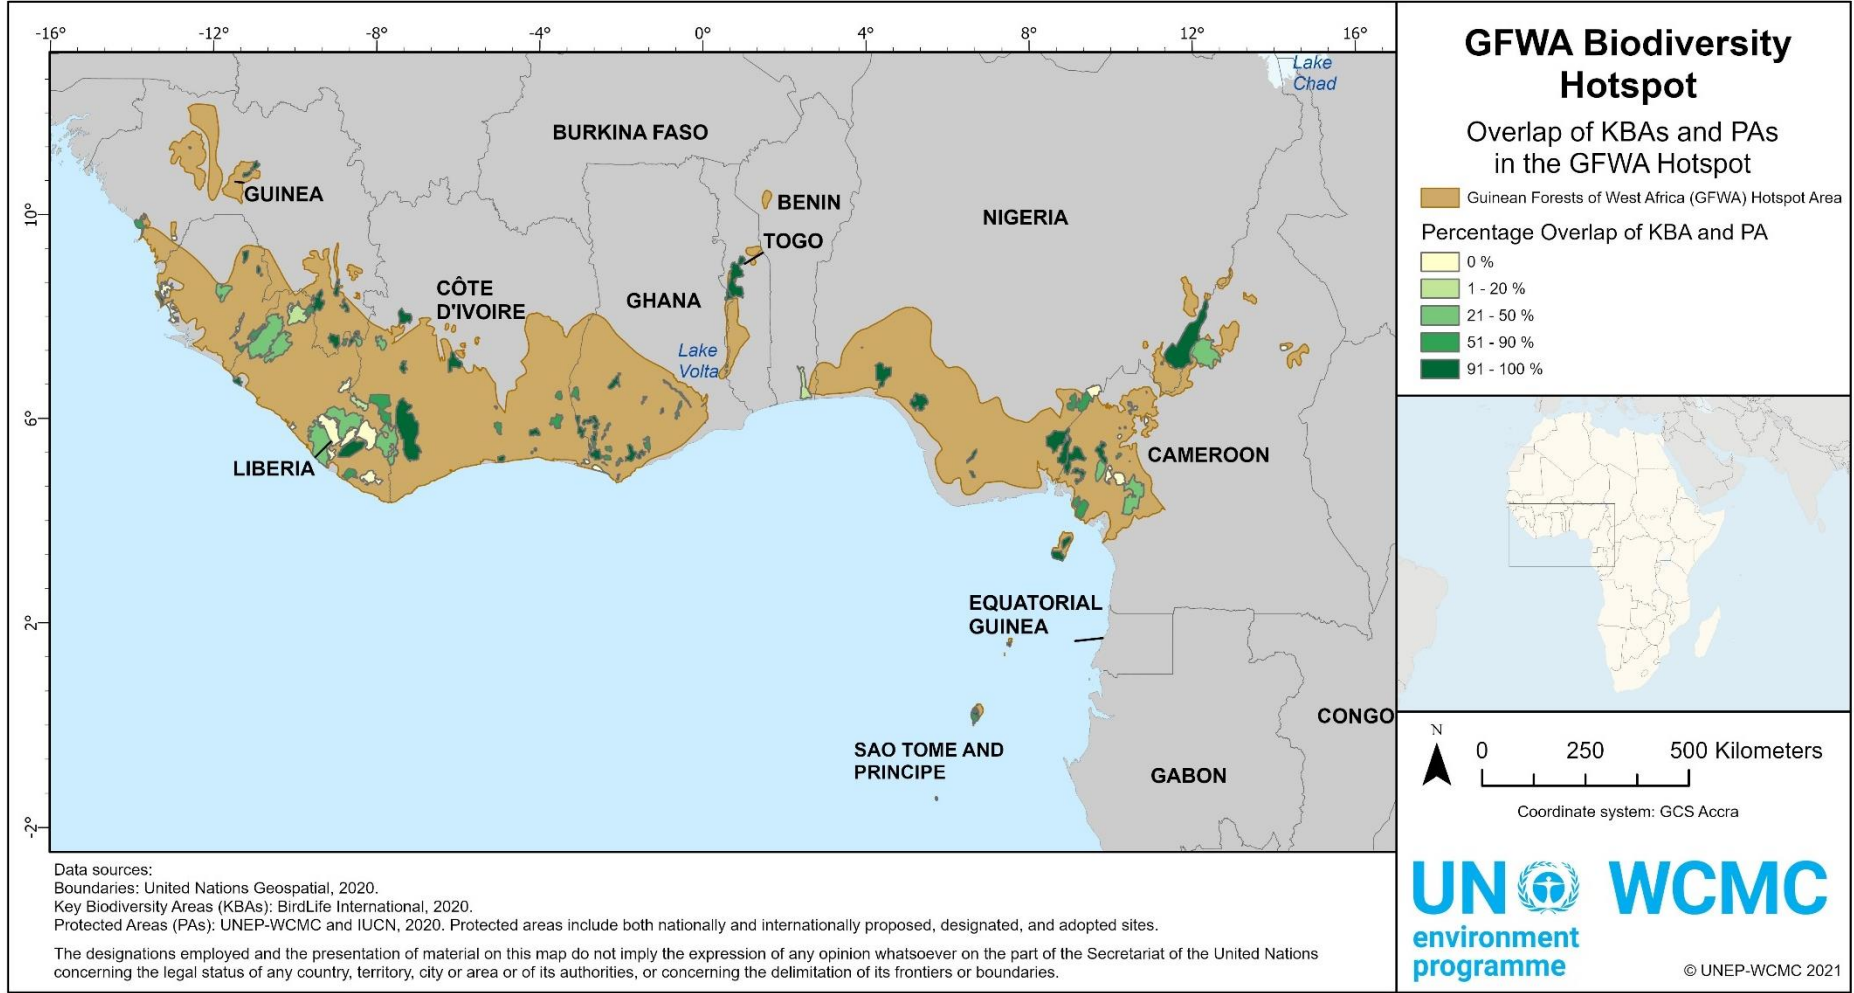 -16°
-12°
-8°
-4°
0°
4°
8°
12°
16°
10°
6°
2°
-2°
Lake
Chad
BURKINA FASO
GUINEA
BENIN
NIGERIA
TOGO
CÔTE
D'IVOIRE
GHANA
Lake
Volta
LIBERIA
CAMEROON
EQUATORIAL
GUINEA
CONGO
SAO TOME AND
PRINCIPE
GABON
GFWA Biodiversity
Hotspot
Overlap of KBAs and PAs
in the GFWA Hotspot
Guinean Forests of West Africa (GFWA) Hotspot Area
Percentage Overlap of KBA and PA
0 %
1 - 20 %
21 - 50 %
51 - 90 %
91 - 100 %
N
0 250 500 Kilometers
Coordinate system: GCS Accra
UN WCMC
environment
programme
© UNEP-WCMC 2021
Data sources:
Boundaries: United Nations Geospatial, 2020.
Key Biodiversity Areas (KBAs): BirdLife International, 2020.
Protected Areas (PAs): UNEP-WCMC and IUCN, 2020. Protected areas include both nationally and internationally proposed, designated, and adopted sites.
The designations employed and the presentation of material on this map do not imply the expression of any opinion whatsoever on the part of the Secretariat of the United Nations
concerning the legal status of any country, territory, city or area or of its authorities, or concerning the delimitation of its frontiers or boundaries.